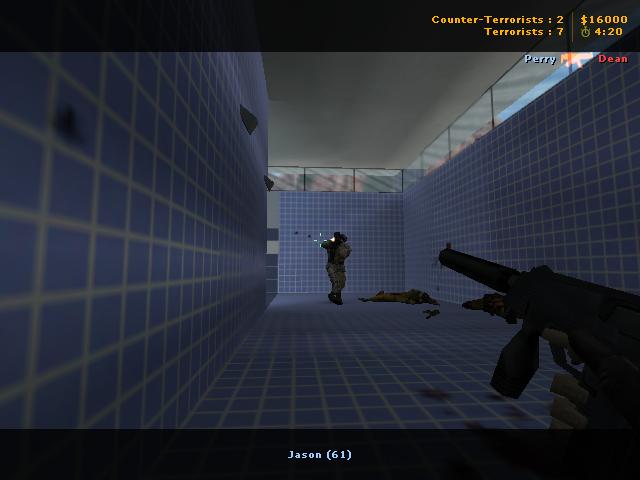 Counter-Terrorists : 2 $16000
Terrorists : 7 4:20
Perry Dean
Jason (61)